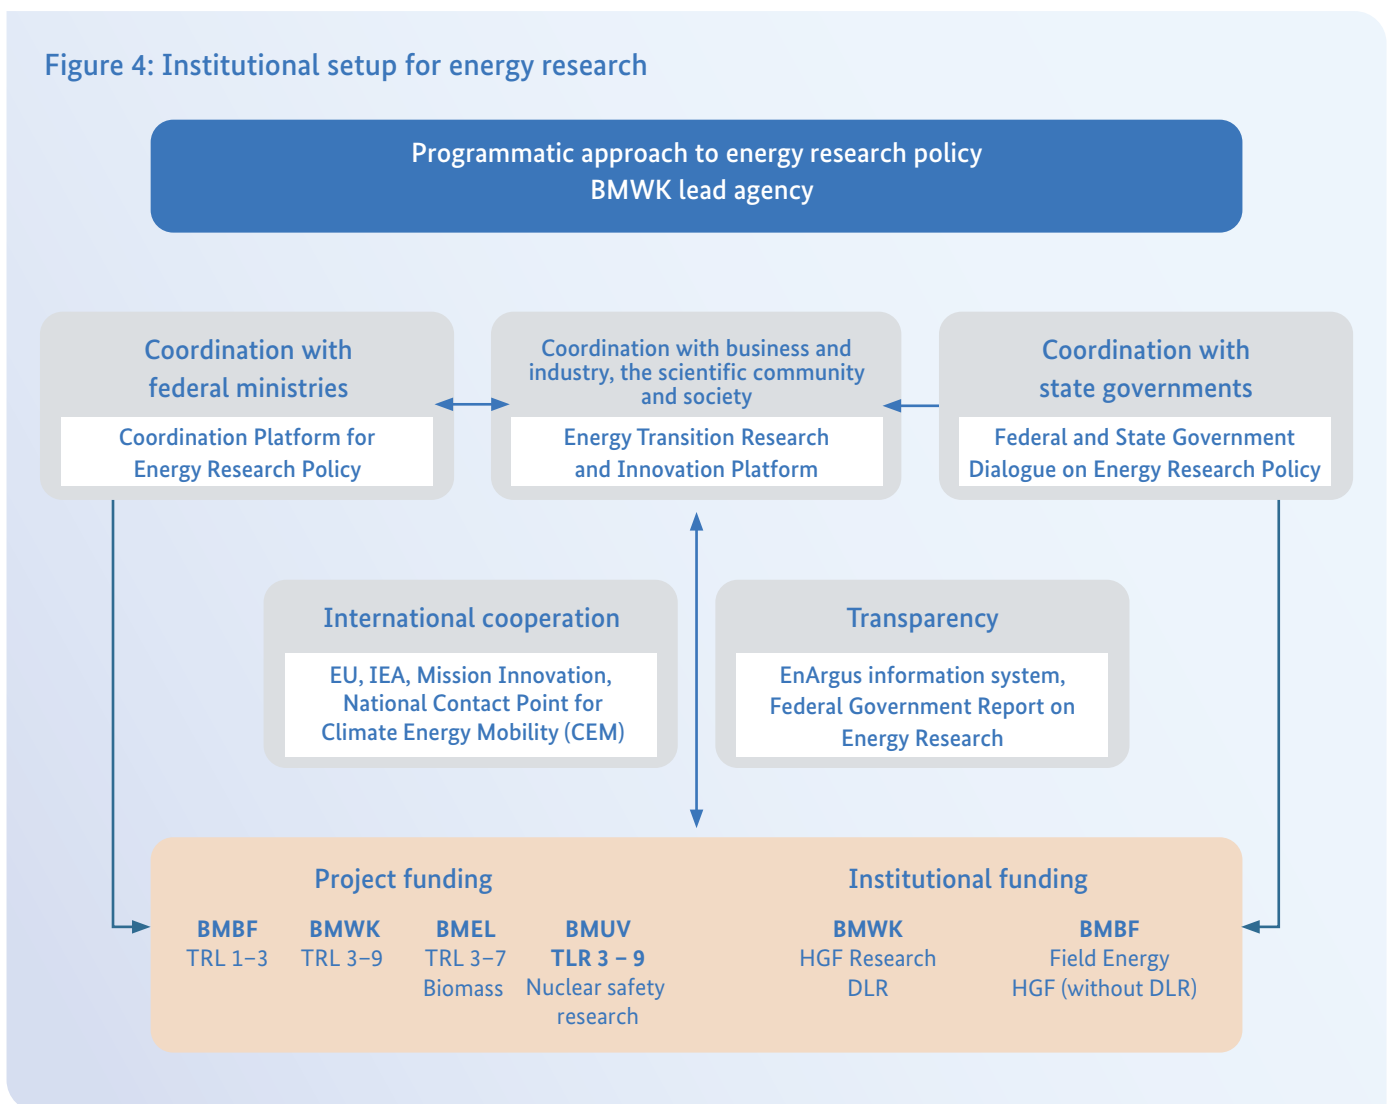 Figure 4: Institutional setup for energy research
Programmatic approach to energy research policy
BMWK lead agency
Coordination with
federal ministries
Coordination Platform for
Energy Research Policy
Coordination with business and
industry, the scientific community
and society
Energy Transition Research
and Innovation Platform
Coordination with
state governments
Federal and State Government
Dialogue on Energy Research Policy
International cooperation
EU, IEA, Mission Innovation,
National Contact Point for
Climate Energy Mobility (CEM)
Transparency
EnArgus information system,
Federal Government Report on
Energy Research
Project funding
BMBF
TRL 1–3
BMWK
TRL 3–9
BMEL
TRL 3–7
Biomass
BMUV
TLR 3 – 9
Nuclear safety
research
Institutional funding
BMWK
HGF Research
DLR
BMBF
Field Energy
HGF (without DLR)